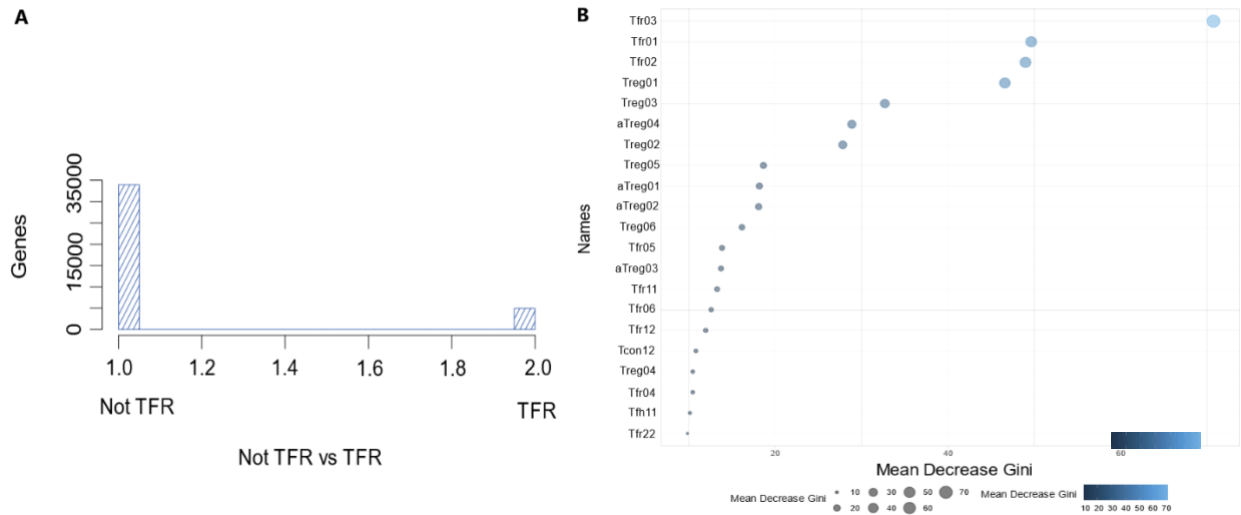 A
Genes
35000
15000
0
1.0 1.2 1.4 1.6 1.8 2.0
Not TFR TFR
Not TFR vs TFR
B
Names
Tfr03
Tfr01
Tfr02
Treg01
Treg03
aTreg04
Treg02
Treg05
aTreg01
aTreg02
Treg06
Tfr05
aTreg03
Tfr11
Tfr06
Tfr12
Tcon12
Treg04
Tfr04
Tfh11
Tfr22
20 40 60
Mean Decrease Gini
Mean Decrease Gini 10 30 50 70
20 40 60
Mean Decrease Gini
10 20 30 40 50 60 70